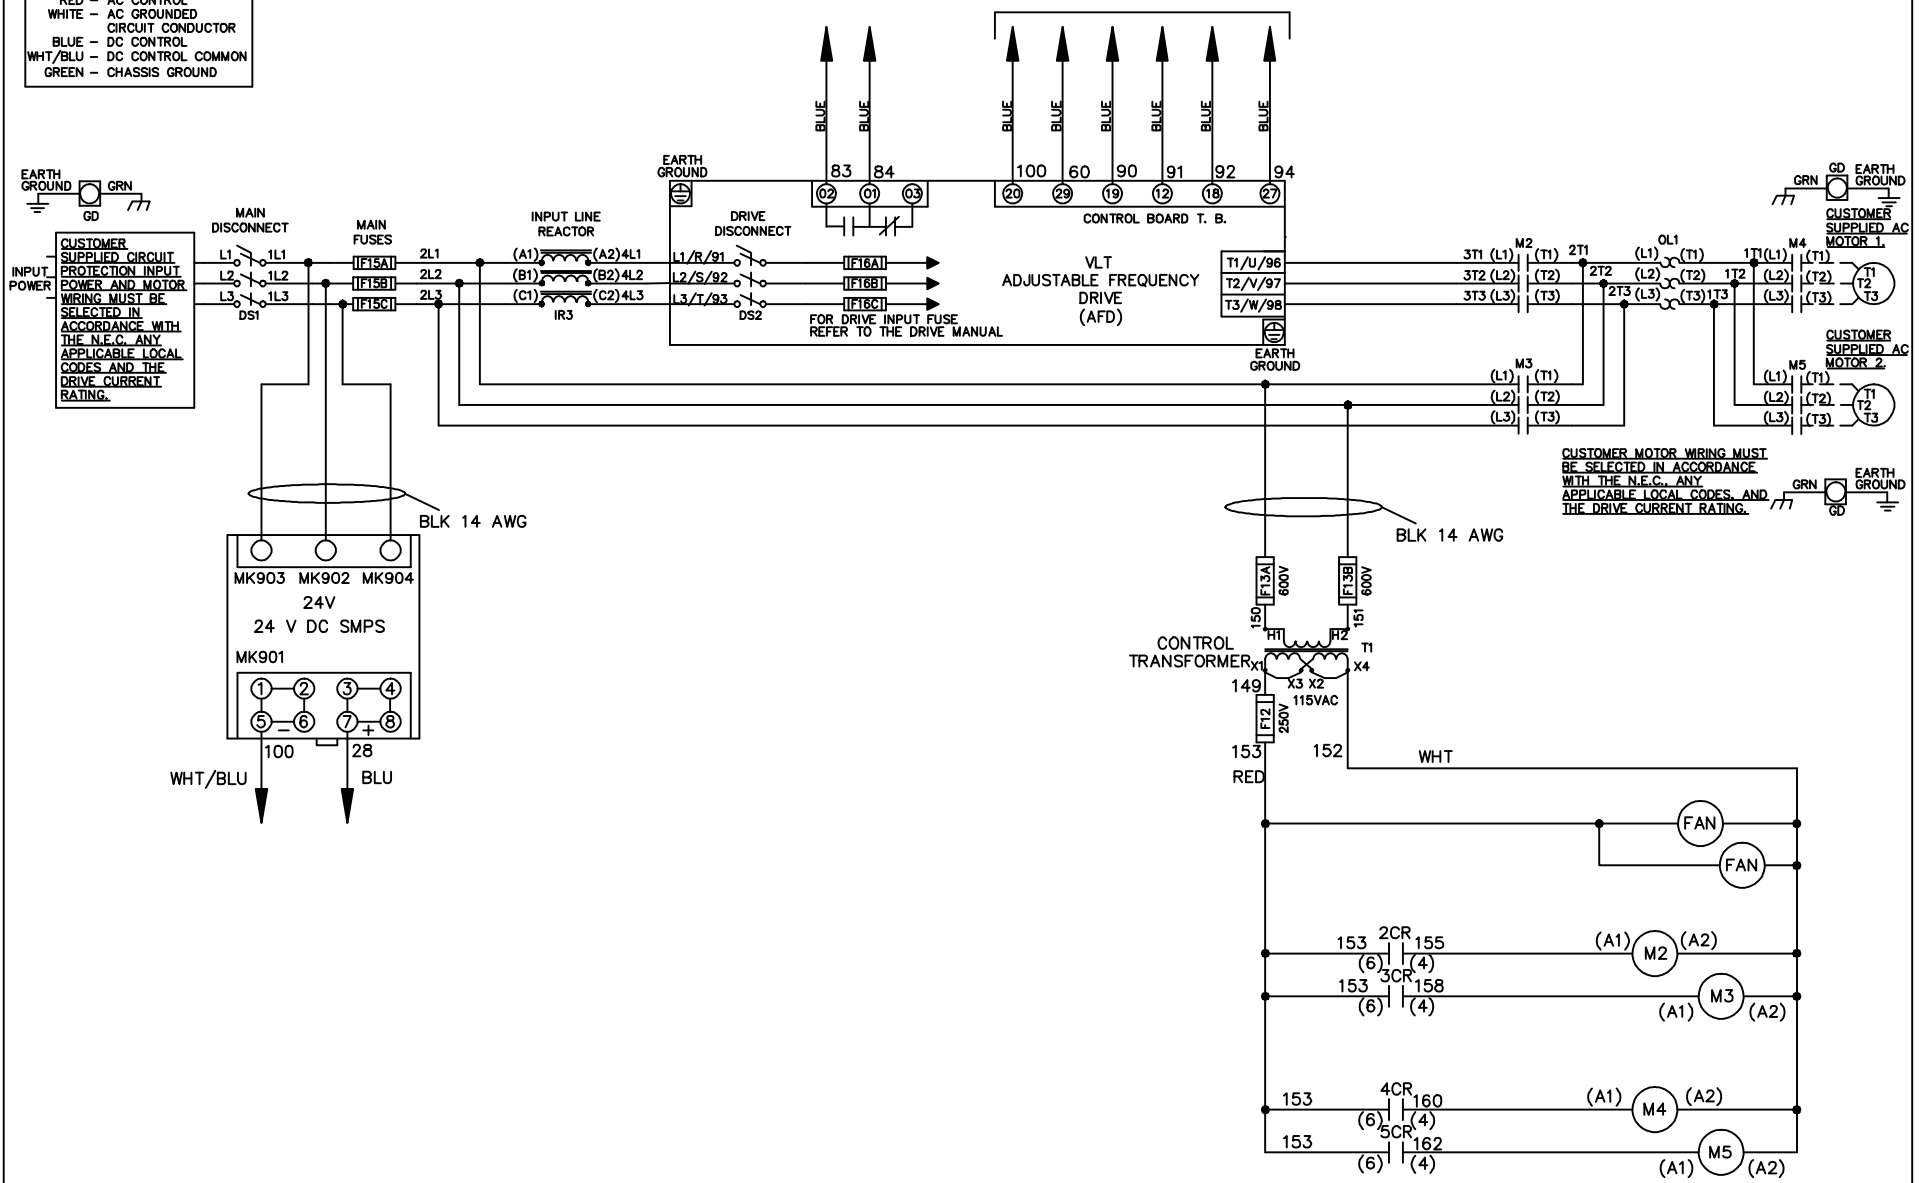 RED – AC CONTROL
WHITE – AC GROUNDED
CIRCUIT CONDUCTOR
BLUE – DC CONTROL
WHT/BLU – DC CONTROL COMMON
GREEN – CHASSIS GROUND
BLUE
BLUE
BLUE
BLUE
BLUE
BLUE
BLUE
BLUE
EARTH
GROUND
GRN
GD
INPUT
POWER
CUSTOMER
SUPPLIED CIRCUIT
PROTECTION INPUT
POWER AND MOTOR
WIRING MUST BE
SELECTED IN
ACCORDANCE WITH
THE N.E.C. ANY
APPLICABLE LOCAL
CODES AND THE
DRIVE CURRENT
RATING.
MAIN
DISCONNECT
L1 1L1
L2 1L2
L3 1L3
DS1
MAIN
FUSES
F15A
F15B
F15C
2L1
2L2
2L3
INPUT LINE
REACTOR
(A1) (A2) 4L1
(B1) (B2) 4L2
(C1) (C2) 4L3
IR3
EARTH
GROUND
L1/R/91
L2/S/92
L3/T/93
DRIVE
DISCONNECT
DS2
F16A
F16B
F16C
FOR DRIVE INPUT FUSE
REFER TO THE DRIVE MANUAL
83 84
02 01 03
100 60 90 91 92 94
20 29 19 12 18 27
CONTROL BOARD T. B.
VLT
ADJUSTABLE FREQUENCY
DRIVE
(AFD)
T1/U/96
T2/V/97
T3/W/98
EARTH
GROUND
M2
3T1 (L1) (T1) 2T1
3T2 (L2) (T2) 2T2
3T3 (L3) (T3) 2T3
OL1
(L1) (T1) 1T1
(L2) (T2) 1T2
(L3) (T3) 1T3
M4
(L1) (T1)
(L2) (T2)
(L3) (T3)
T1
T2
T3
GRN
GD
EARTH
GROUND
CUSTOMER
SUPPLIED AC
MOTOR 1.
M3
(L1) (T1)
(L2) (T2)
(L3) (T3)
M5
(L1) (T1)
(L2) (T2)
(L3) (T3)
T1
T2
T3
CUSTOMER
SUPPLIED AC
MOTOR 2.
CUSTOMER MOTOR WIRING MUST
BE SELECTED IN ACCORDANCE
WITH THE N.E.C., ANY
APPLICABLE LOCAL CODES, AND
THE DRIVE CURRENT RATING.
GRN
GD
EARTH
GROUND
BLK 14 AWG
MK903 MK902 MK904
24V
24 V DC SMPS
MK901
1 2 3 4
5 6 7 8
– +
100 28
WHT/BLU BLU
BLK 14 AWG
F13A 600V
F13B 600V
150 151
H1 H2
T1
CONTROL
TRANSFORMER
X1 X4
X3 X2
115VAC
149
F12 250V
153 152
RED
WHT
FAN
FAN
2CR
153 155
(6) (4)
(A1) M2 (A2)
3CR
153 158
(6) (4)
(A1) M3 (A2)
4CR
153 160
(6) (4)
(A1) M4 (A2)
5CR
153 162
(6) (4)
(A1) M5 (A2)